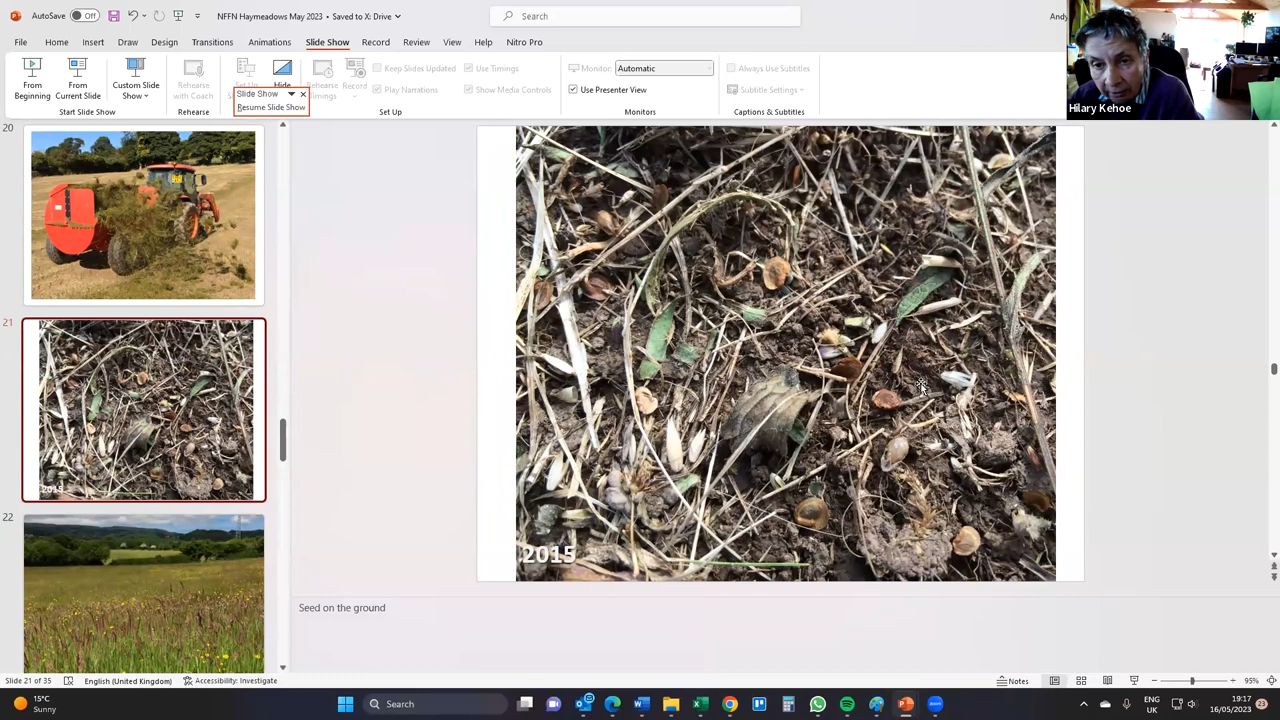 AutoSave Off NFFN Haymeadows May 2023 • Saved to X: Drive Search Andy
File Home Insert Draw Design Transitions Animations Slide Show Record Review View Help Nitro Pro
From Beginning From Current Slide Custom Slide Show Rehearse with Coach Hide Rehearse Timings Record
Keep Slides Updated Use Timings Monitor: Automatic Always Use Subtitles
Play Narrations Show Media Controls Use Presenter View Subtitle Settings
Slide Show
Resume Slide Show
Start Slide Show Rehearse Set Up Monitors Captions & Subtitles
Hilary Kehoe
20
21
2015
22
2015
Seed on the ground
Slide 21 of 35 English (United Kingdom) Accessibility: Investigate Notes 95%
15°C
Sunny
Search
ENG
UK
19:17
16/05/2023
23